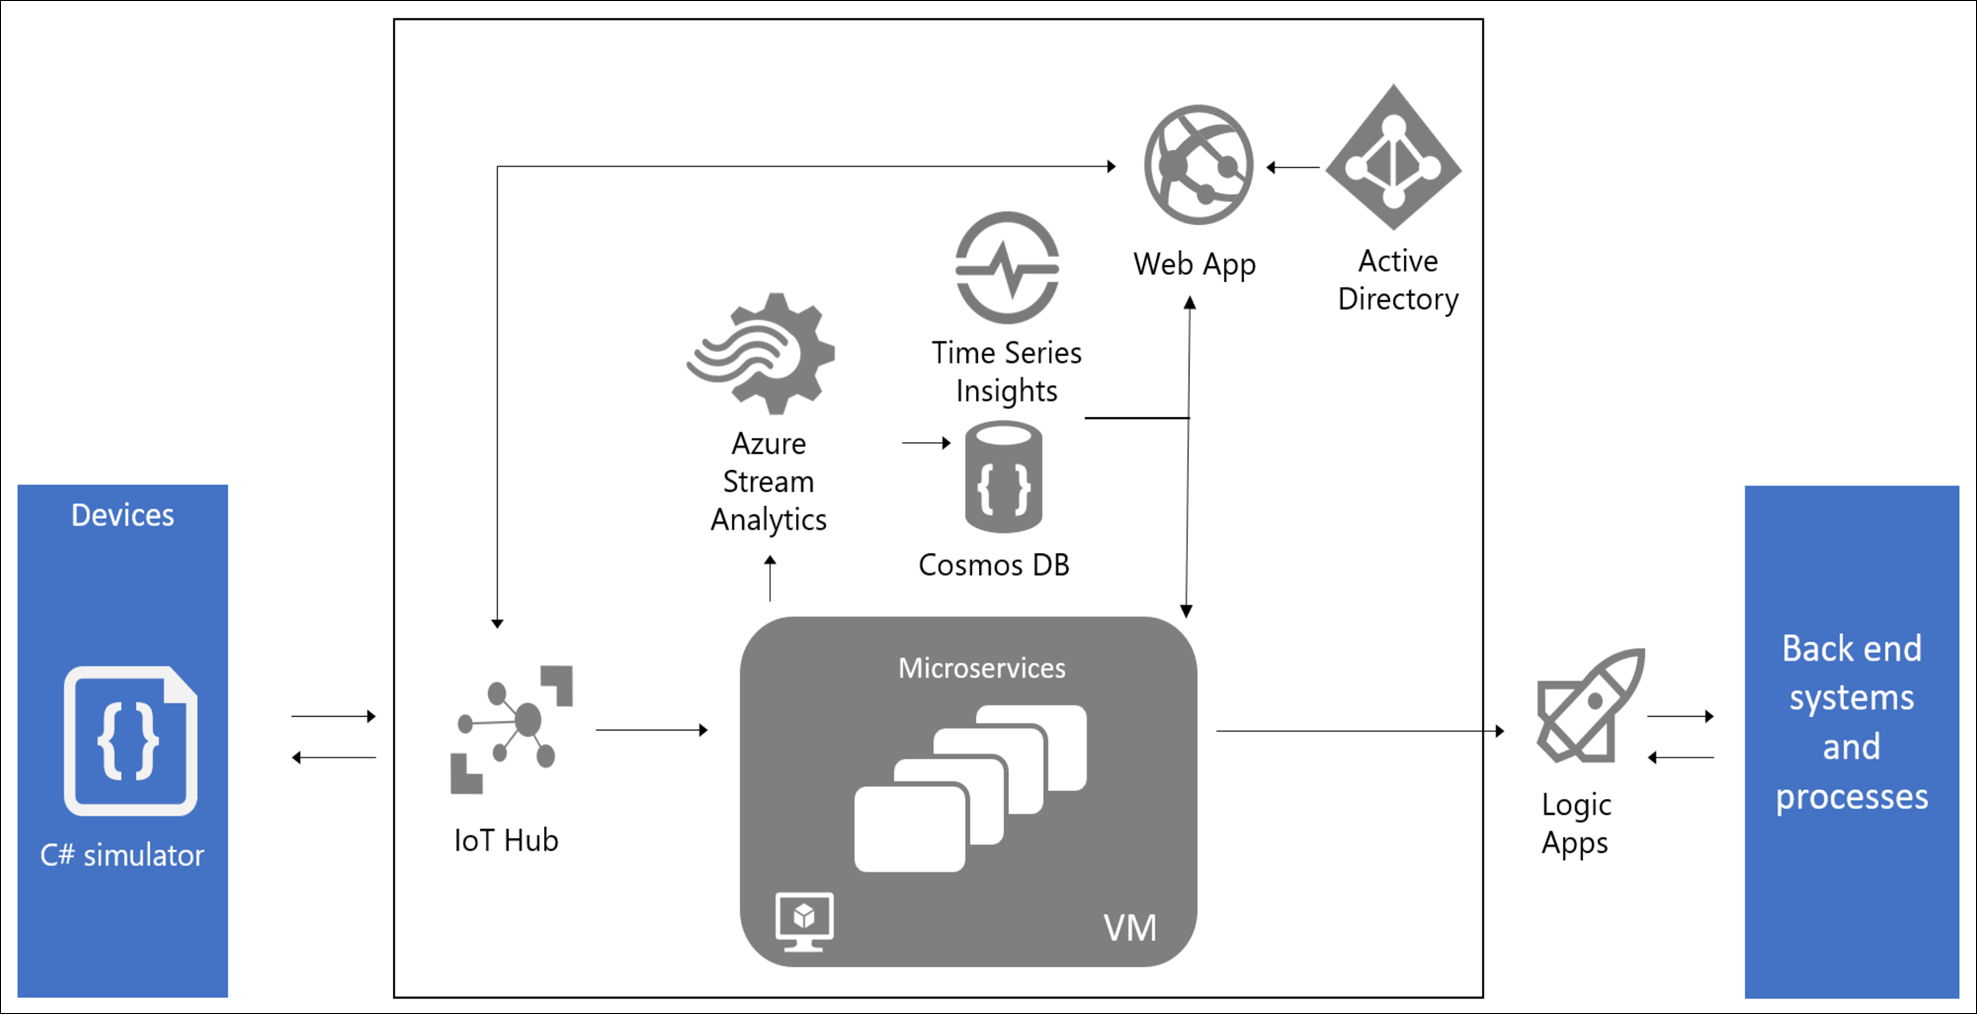 Devices
C# simulator
IoT Hub
Azure
Stream
Analytics
Time Series
Insights
Cosmos DB
Web App
Active
Directory
Microservices
VM
Logic
Apps
Back end
systems
and
processes